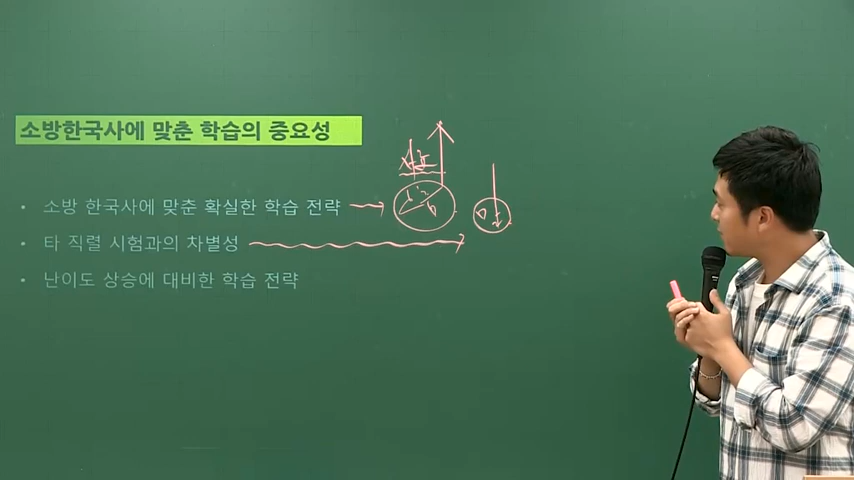 소방한국사에 맞춘 학습의 중요성
• 소방 한국사에 맞춘 확실한 학습 전략
• 타 직렬 시험과의 차별성
• 난이도 상승에 대비한 학습 전략